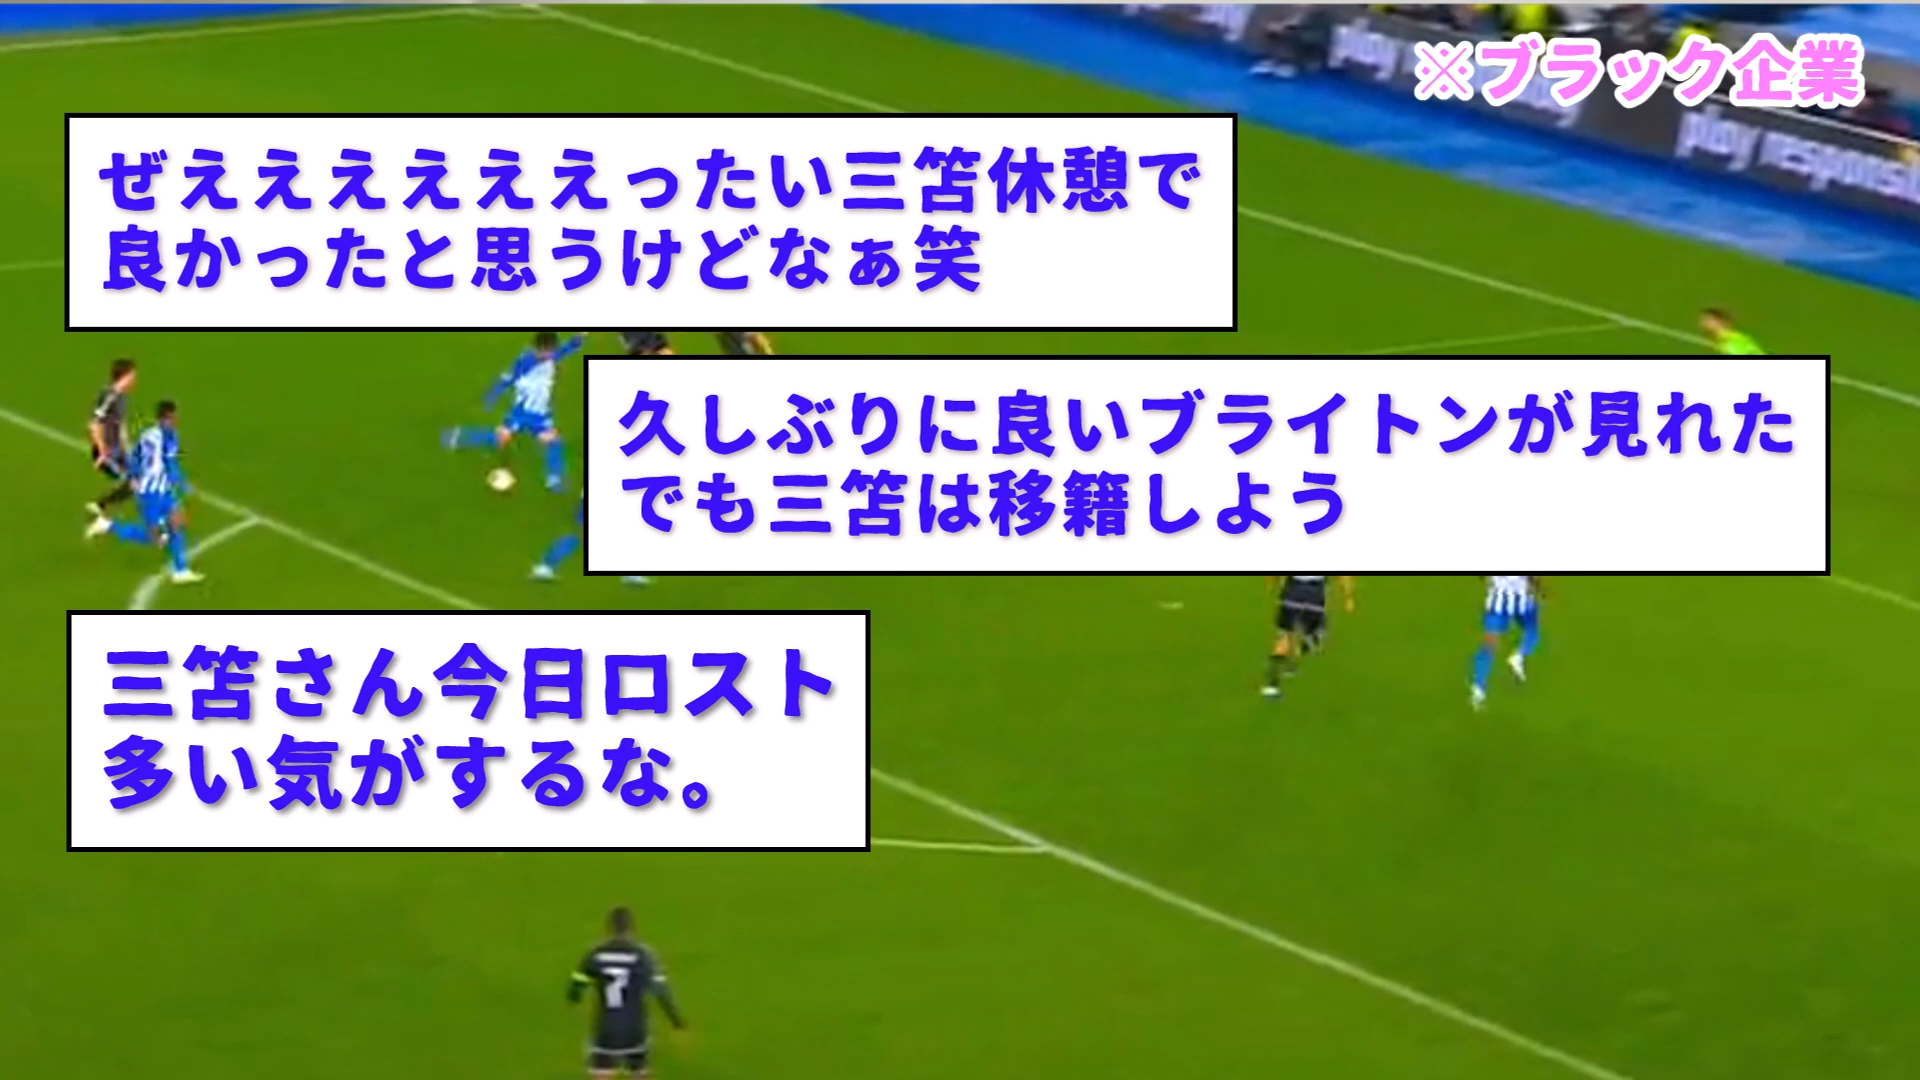 play
※ブラック企業
play responsi
ぜえええええええったい三笘休憩で
良かったと思うけどなぁ笑
久しぶりに良いブライトンが見れた
でも三笘は移籍しよう
三笘さん今日ロスト
多い気がするな。
7